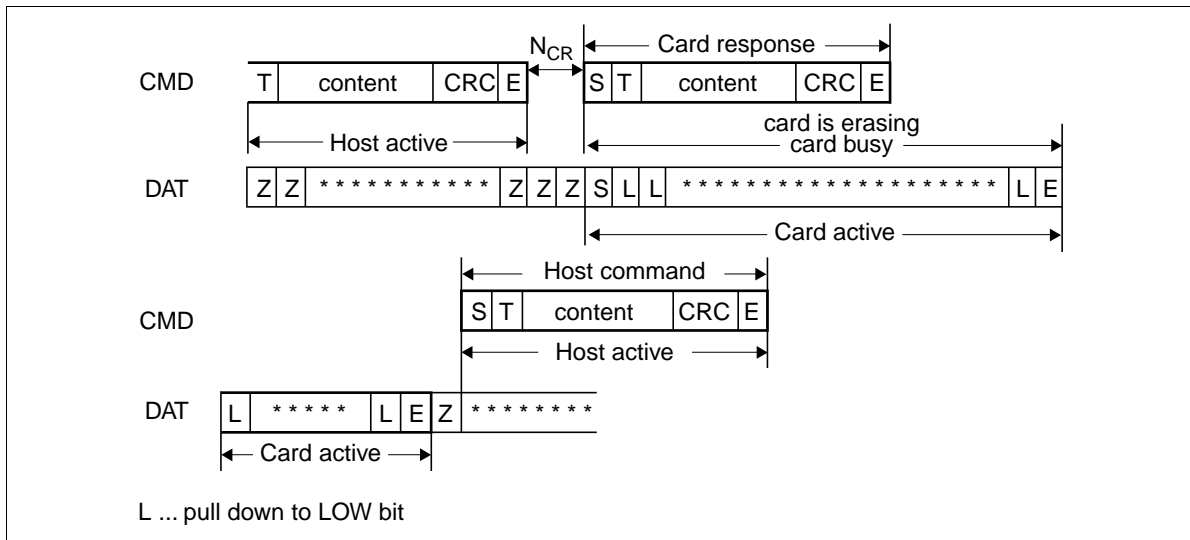 N_CR Card response
CMD T content CRC E S T content CRC E
Host active card is erasing
card busy
DAT Z Z * * * * * * * * * * * Z Z Z S L L * * * * * * * * * * * * * * * * * * * * L E
Card active
Host command
CMD S T content CRC E
Host active
DAT L * * * * * L E Z * * * * * * * *
Card active
L ... pull down to LOW bit